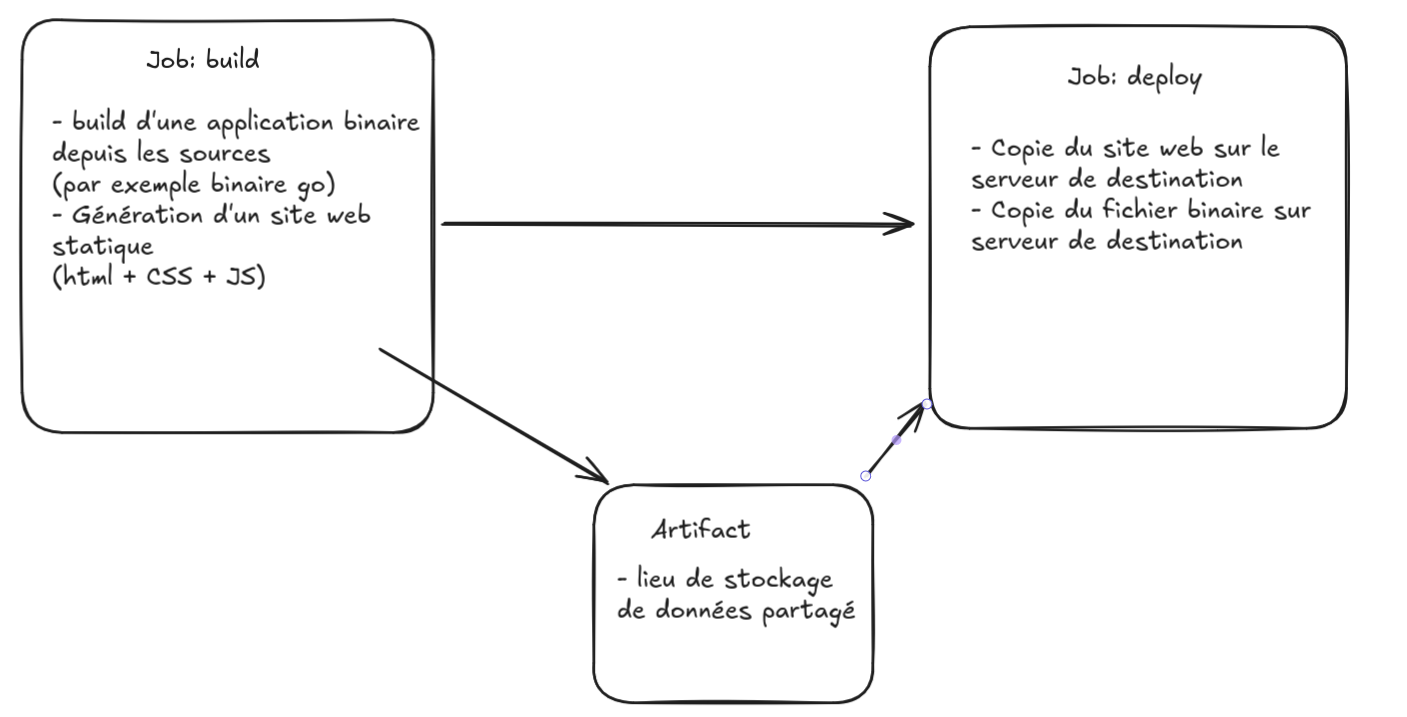 Job: build
- build d'une application binaire
depuis les sources
(par exemple binaire go)
- Génération d'un site web
statique
(html + CSS + JS)
Job: deploy
- Copie du site web sur le
serveur de destination
- Copie du fichier binaire sur
serveur de destination
Artifact
- lieu de stockage
de données partagé